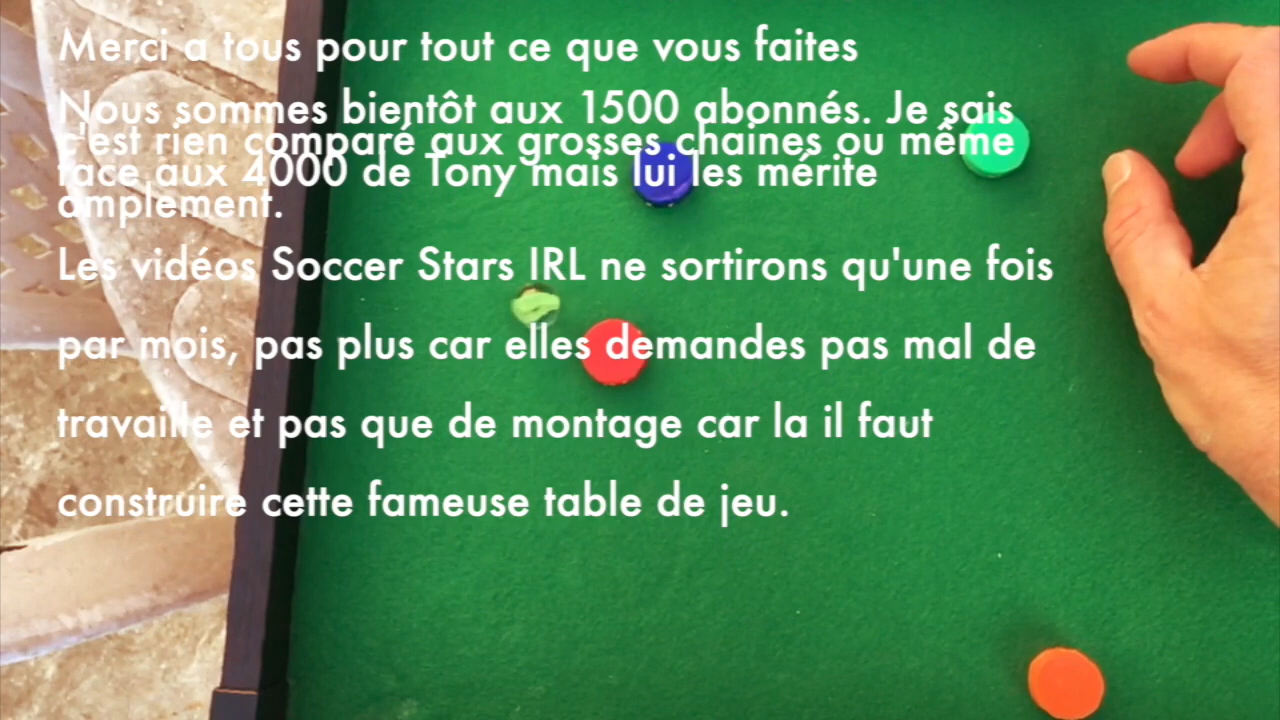 Merci a tous pour tout ce que vous faites
Nous sommes bientôt aux 1500 abonnés. Je sais
c'est rien comparé aux grosses chaines ou même
face aux 4000 de Tony mais lui les mérite
amplement.
Les vidéos Soccer Stars IRL ne sortirons qu'une fois
par mois, pas plus car elles demandes pas mal de
travaille et pas que de montage car la il faut
construire cette fameuse table de jeu.